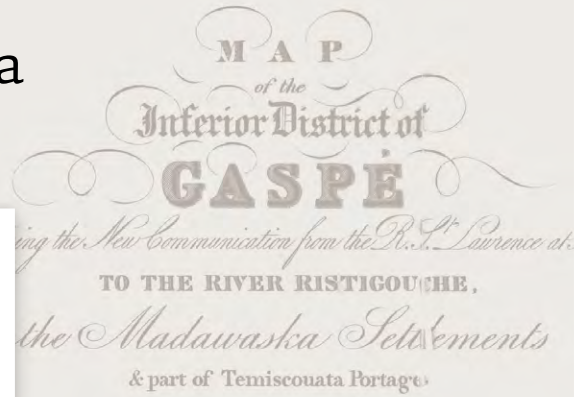 a
MAP
of the
Inferior District of
GASPÉ
ing the New Communication from the R. St. Lawrence at
TO THE RIVER RISTIGOUCHE,
the Madawaska Settlements
& part of Temiscouata Portage